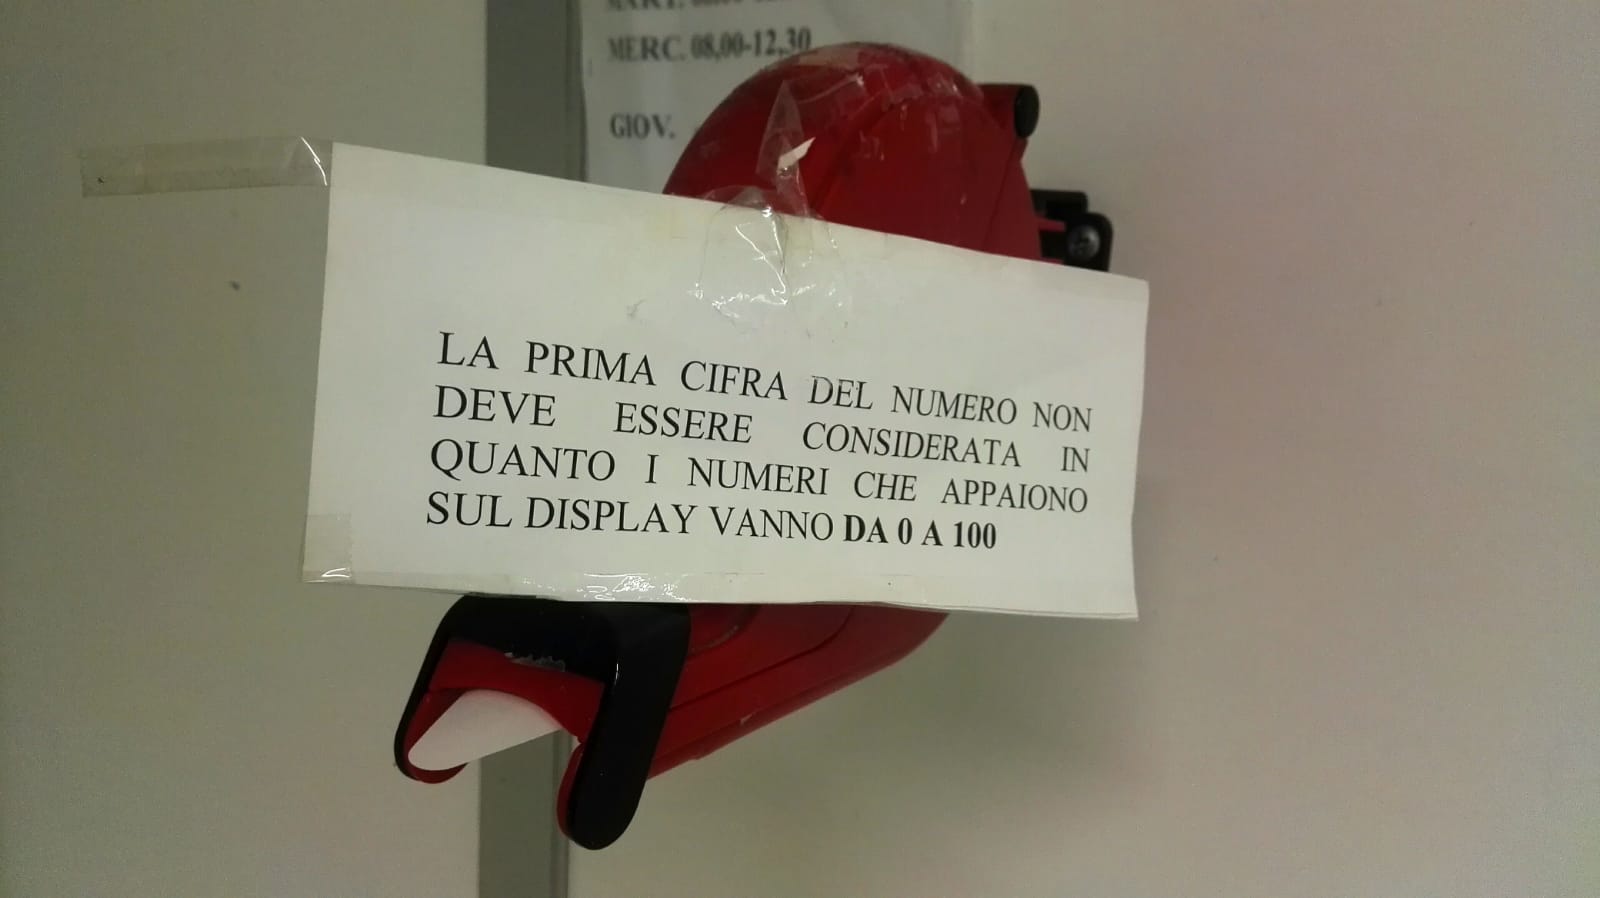 MERC. 08,00-12,30
GIOV.
LA PRIMA CIFRA DEL NUMERO NON
DEVE ESSERE CONSIDERATA IN
QUANTO I NUMERI CHE APPAIONO
SUL DISPLAY VANNO DA 0 A 100